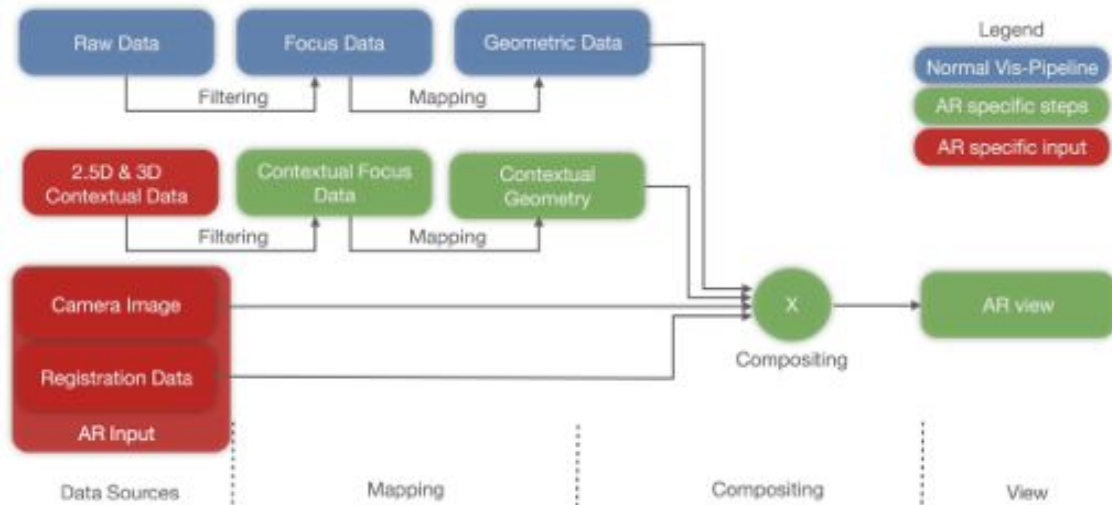 Raw Data
Focus Data
Geometric Data
Filtering
Mapping
Legend
Normal Vis-Pipeline
AR specific steps
AR specific input
2.5D & 3D
Contextual Data
Contextual Focus
Data
Contextual
Geometry
Filtering
Mapping
Camera Image
Registration Data
AR Input
X
Compositing
AR view
Data Sources
Mapping
Compositing
View